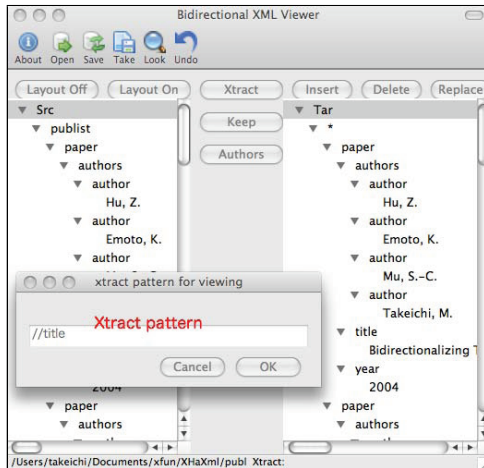 Bidirectional XML Viewer
About Open Save Take Look Undo
Layout Off Layout On Xtract Insert Delete Replace
Keep
Authors
Src
publist
paper
authors
author
Hu, Z.
author
Emoto, K.
author
Tar
*
paper
authors
author
Hu, Z.
author
Emoto, K.
author
Mu, S.-C.
author
Takeichi, M.
title
Bidirectionalizing
year
2004
paper
authors
xtract pattern for viewing
Xtract pattern
//title
Cancel OK
2004
paper
authors
/Users/takeichi/Documents/xfun/XHaXml/publ Xtract: